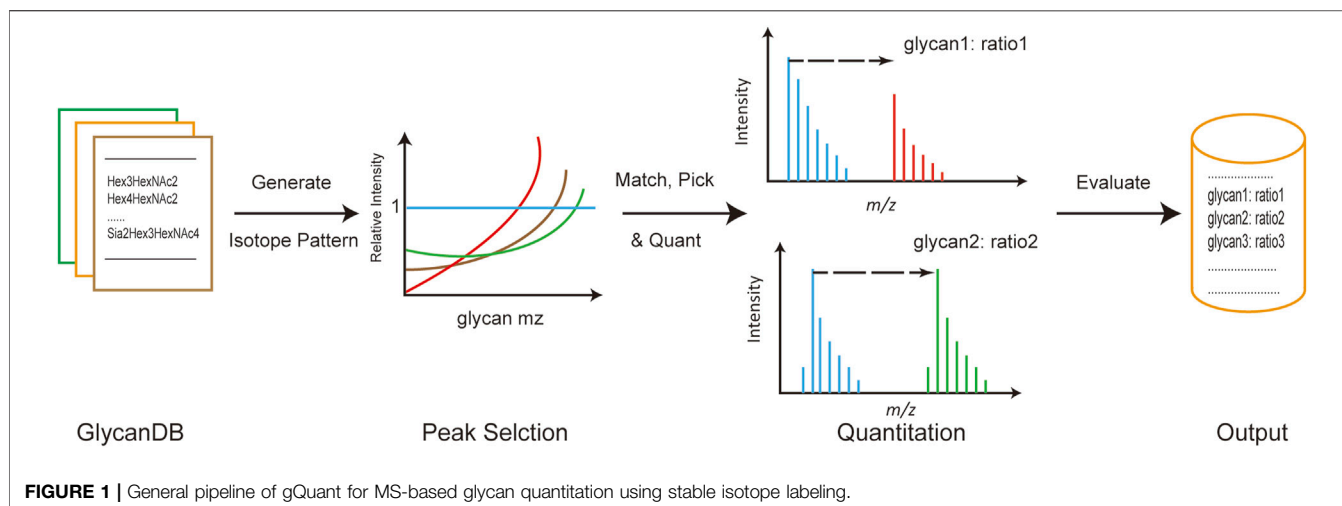 Hex3HexNAc2
Hex4HexNAc2
......
Sia2Hex3HexNAc4
GlycanDB
Generate
Isotope Pattern
Relative Intensity
1
glycan mz
Peak Selction
Match, Pick
& Quant
Intensity
glycan1: ratio1
m/z
Intensity
glycan2: ratio2
m/z
Quantitation
Evaluate
.....................
glycan1: ratio1
glycan2: ratio2
glycan3: ratio3
......................
.......................
Output
FIGURE 1 | General pipeline of gQuant for MS-based glycan quantitation using stable isotope labeling.